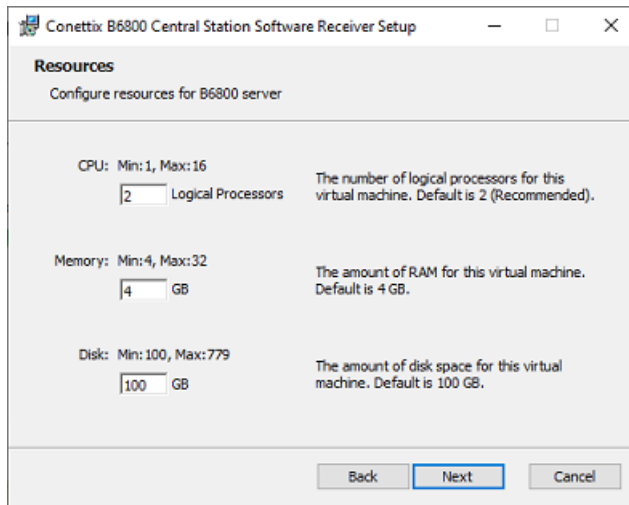 Conettix B6800 Central Station Software Receiver Setup
Resources
Configure resources for B6800 server
CPU: Min:1, Max:16
2 Logical Processors
The number of logical processors for this
virtual machine. Default is 2 (Recommended).
Memory: Min:4, Max:32
4 GB
The amount of RAM for this virtual machine.
Default is 4 GB.
Disk: Min:100, Max:779
100 GB
The amount of disk space for this virtual
machine. Default is 100 GB.
Back Next Cancel